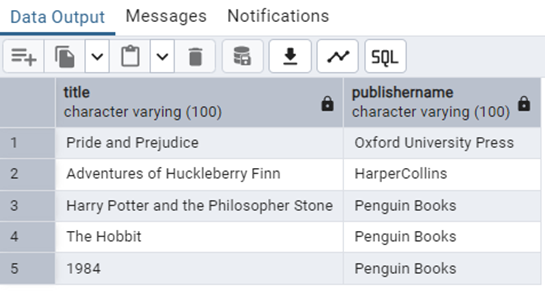 Data Output Messages Notifications
SQL
title publishername
character varying (100) character varying (100)
1 Pride and Prejudice Oxford University Press
2 Adventures of Huckleberry Finn HarperCollins
3 Harry Potter and the Philosopher Stone Penguin Books
4 The Hobbit Penguin Books
5 1984 Penguin Books